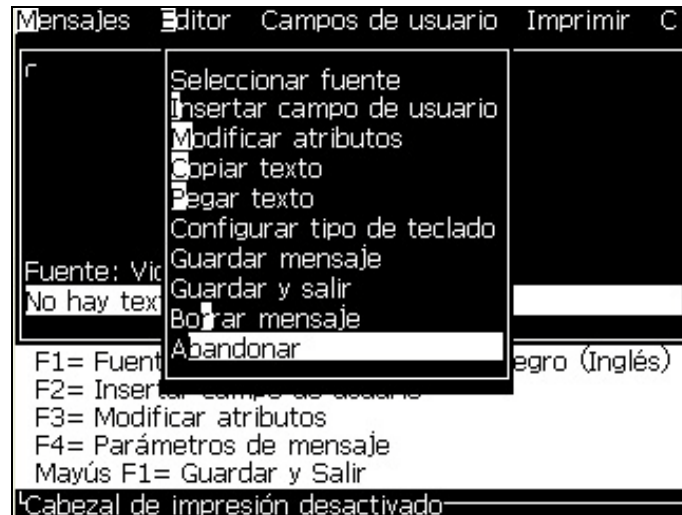 Mensajes Editor Campos de usuario Imprimir C
Seleccionar fuente
Insertar campo de usuario
Modificar atributos
Copiar texto
Pegar texto
Configurar tipo de teclado
Guardar mensaje
Guardar y salir
Borrar mensaje
Abandonar
Fuente:
No hay
F1= egro (Inglés)
F2=
F3= Modificar atributos
F4= Parámetros de mensaje
Mayús F1= Guardar y Salir
Cabezal de impresión desactivado